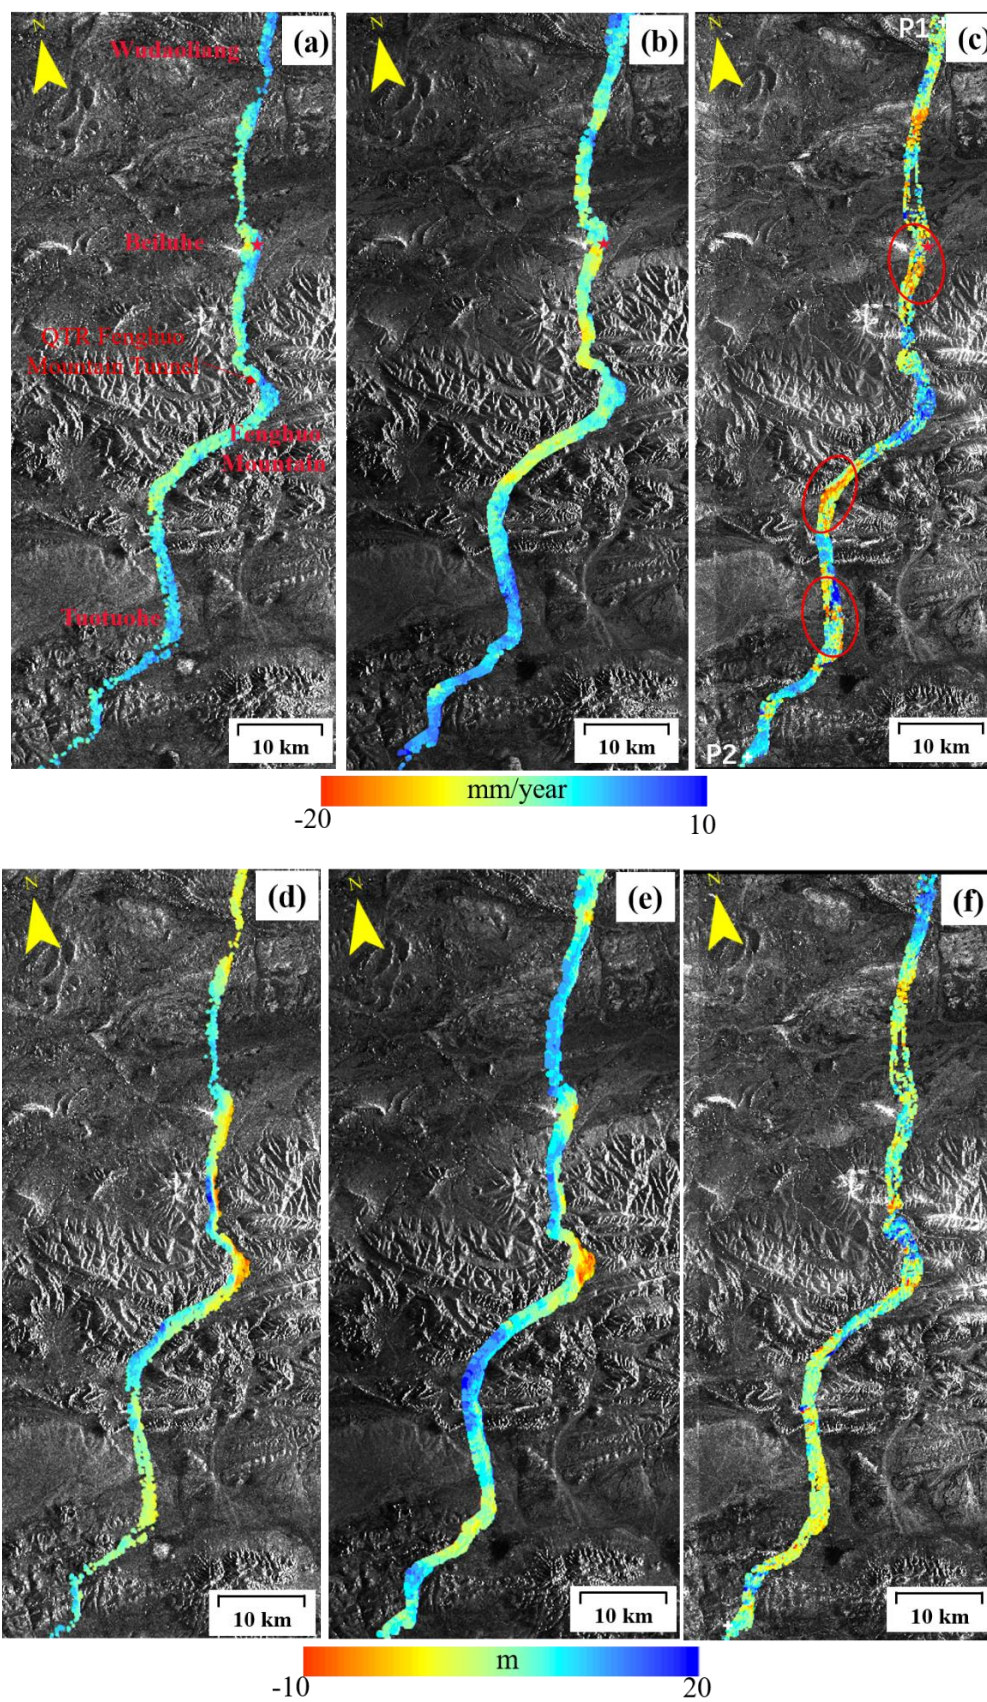 N
(a)
Wudaoliang
Beiluhe
QTR Fenghuo
Mountain Tunnel
Fenghuo
Mountain
Tuotuohe
10 km
N
(b)
10 km
N
P1
(c)
P2
10 km
mm/year
-20
10
N
(d)
10 km
N
(e)
10 km
N
(f)
10 km
m
-10
20